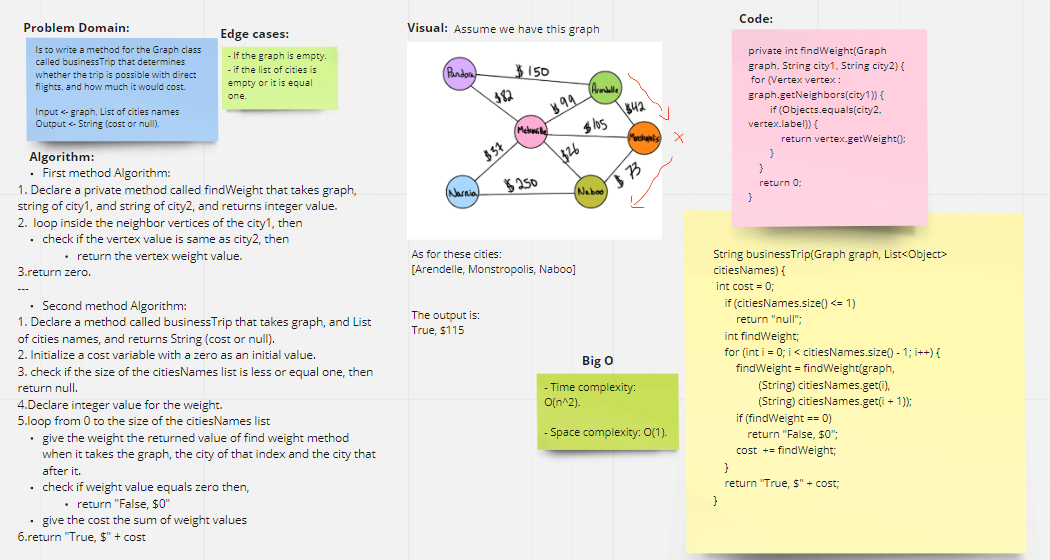 Problem Domain:
Is to write a method for the Graph class
called businessTrip that determines
whether the trip is possible with direct
flights, and how much it would cost.
Input <- graph, List of cities names
Output <- String (cost or null).
Edge cases:
- If the graph is empty.
- if the list of cities is
empty or it is equal
one.
Algorithm:
• First method Algorithm:
1. Declare a private method called findWeight that takes graph,
string of city1, and string of city2, and returns integer value.
2. loop inside the neighbor vertices of the city1, then
• check if the vertex value is same as city2, then
• return the vertex weight value.
3.return zero.
---
• Second method Algorithm:
1. Declare a method called businessTrip that takes graph, and List
of cities names, and returns String (cost or null).
2. Initialize a cost variable with a zero as an initial value.
3. check if the size of the citiesNames list is less or equal one, then
return null.
4.Declare integer value for the weight.
5.loop from 0 to the size of the citiesNames list
• give the weight the returned value of find weight method
when it takes the graph, the city of that index and the city that
after it.
• check if weight value equals zero then,
• return "False, $0"
• give the cost the sum of weight values
6.return "True, $" + cost
Visual: Assume we have this graph
Pandora
$150
Arendelle
$82
$99
$42
Metroville
$105
Monstropolis
X
$37
$26
$73
Narnia
$250
Naboo
As for these cities:
[Arendelle, Monstropolis, Naboo]
The output is:
True, $115
Big O
- Time complexity:
O(n^2).
- Space complexity: O(1).
Code:
private int findWeight(Graph
graph, String city1, String city2) {
for (Vertex vertex :
graph.getNeighbors(city1)) {
if (Objects.equals(city2,
vertex.label)) {
return vertex.getWeight();
}
}
return 0;
}
String businessTrip(Graph graph, List<Object>
citiesNames) {
int cost = 0;
if (citiesNames.size() <= 1)
return "null";
int findWeight;
for (int i = 0; i < citiesNames.size() - 1; i++) {
findWeight = findWeight(graph,
(String) citiesNames.get(i),
(String) citiesNames.get(i + 1));
if (findWeight == 0)
return "False, $0";
cost += findWeight;
}
return "True, $" + cost;
}